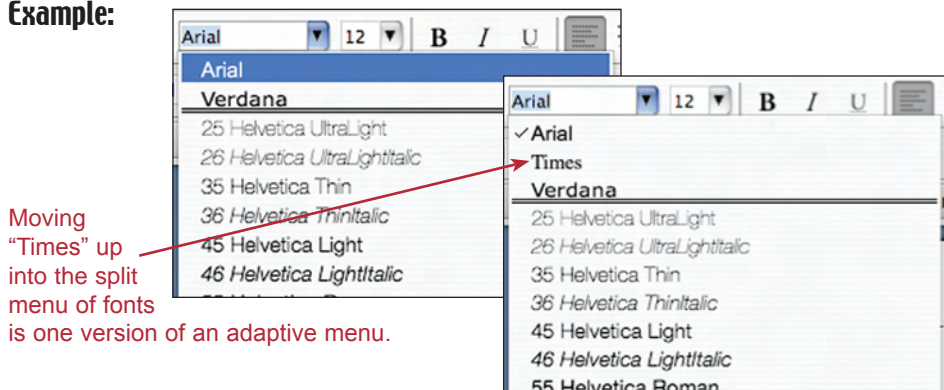 Example:
Arial 12 B I U
Arial
Verdana
25 Helvetica UltraLight
26 Helvetica UltraLightItalic
35 Helvetica Thin
36 Helvetica ThinItalic
45 Helvetica Light
46 Helvetica LightItalic
Arial 12 B I U
✓Arial
Times
Verdana
25 Helvetica UltraLight
26 Helvetica UltraLightItalic
35 Helvetica Thin
36 Helvetica ThinItalic
45 Helvetica Light
46 Helvetica LightItalic
55 Helvetica Roman
Moving
“Times” up
into the split
menu of fonts
is one version of an adaptive menu.